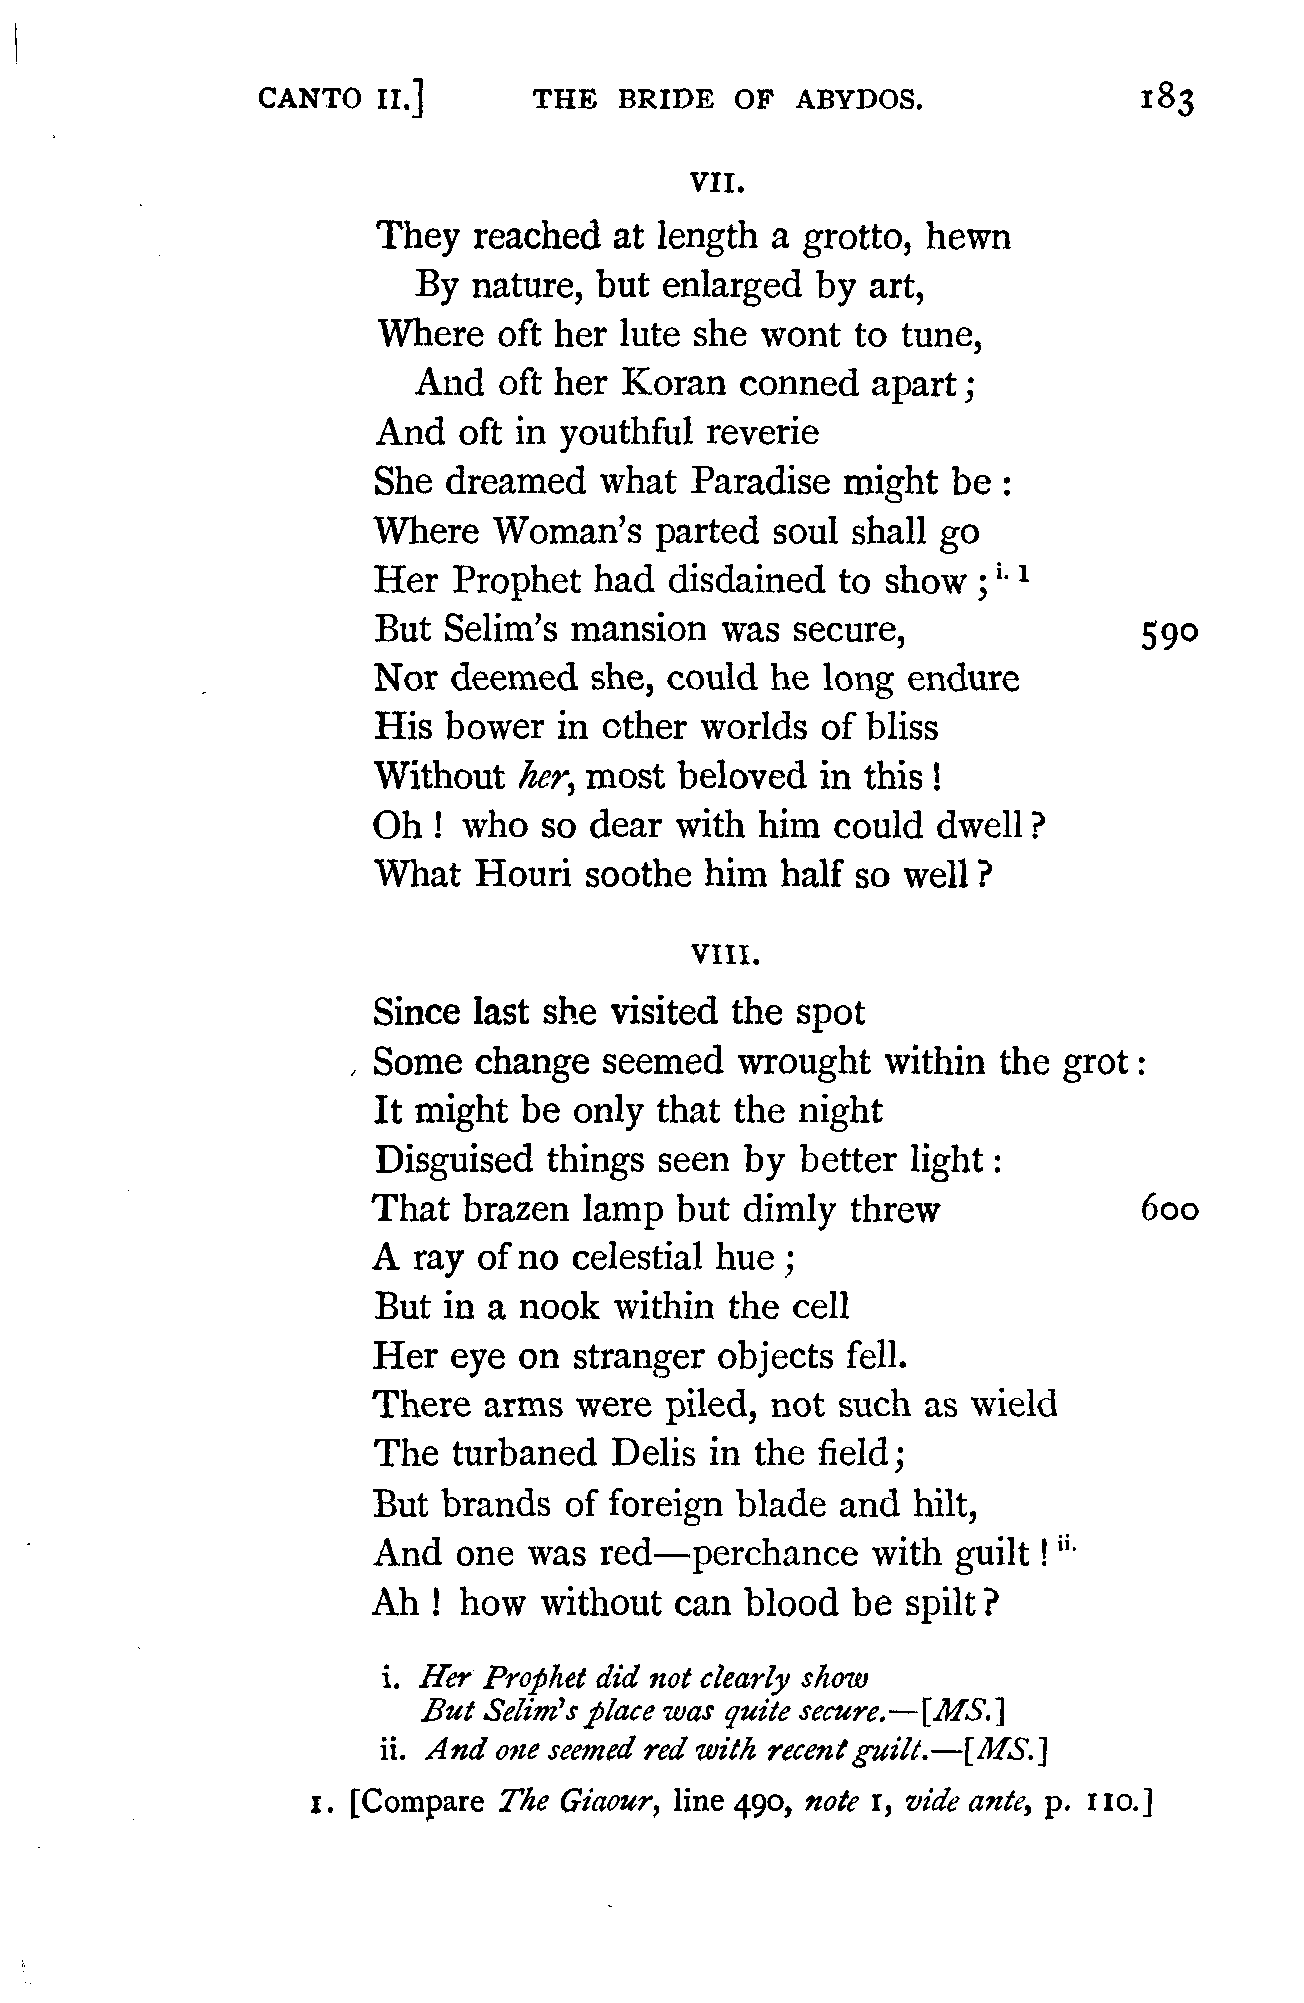 CANTO II.] THE BRIDE OF ABYDOS. 183
VII.
They reached at length a grotto, hewn
By nature, but enlarged by art,
Where oft her lute she wont to tune,
And oft her Koran conned apart;
And oft in youthful reverie
She dreamed what Paradise might be :
Where Woman's parted soul shall go
Her Prophet had disdained to show ; i. 1
But Selim's mansion was secure, 590
Nor deemed she, could he long endure
His bower in other worlds of bliss
Without her, most beloved in this !
Oh ! who so dear with him could dwell ?
What Houri soothe him half so well ?
VIII.
Since last she visited the spot
Some change seemed wrought within the grot :
It might be only that the night
Disguised things seen by better light :
That brazen lamp but dimly threw 600
A ray of no celestial hue ;
But in a nook within the cell
Her eye on stranger objects fell.
There arms were piled, not such as wield
The turbaned Delis in the field;
But brands of foreign blade and hilt,
And one was red—perchance with guilt ! ii.
Ah ! how without can blood be spilt ?
i. Her Prophet did not clearly show
But Selim's place was quite secure.—[MS.]
ii. And one seemed red with recent guilt.—[MS.]
1. [Compare The Giaour, line 490, note 1, vide ante, p. 110.]